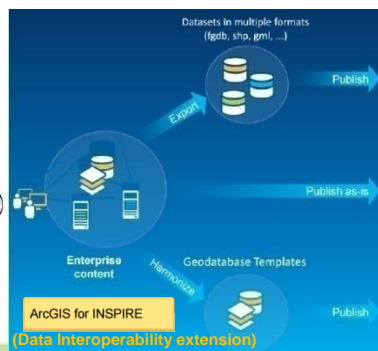 Datasets in multiple formats
(fgdb, shp, gml, ...)
Publish
Export
Publish as-is
Enterprise
content
Harmonize
Geodatabase Templates
ArcGIS for INSPIRE
Publish
(Data Interoperability extension)